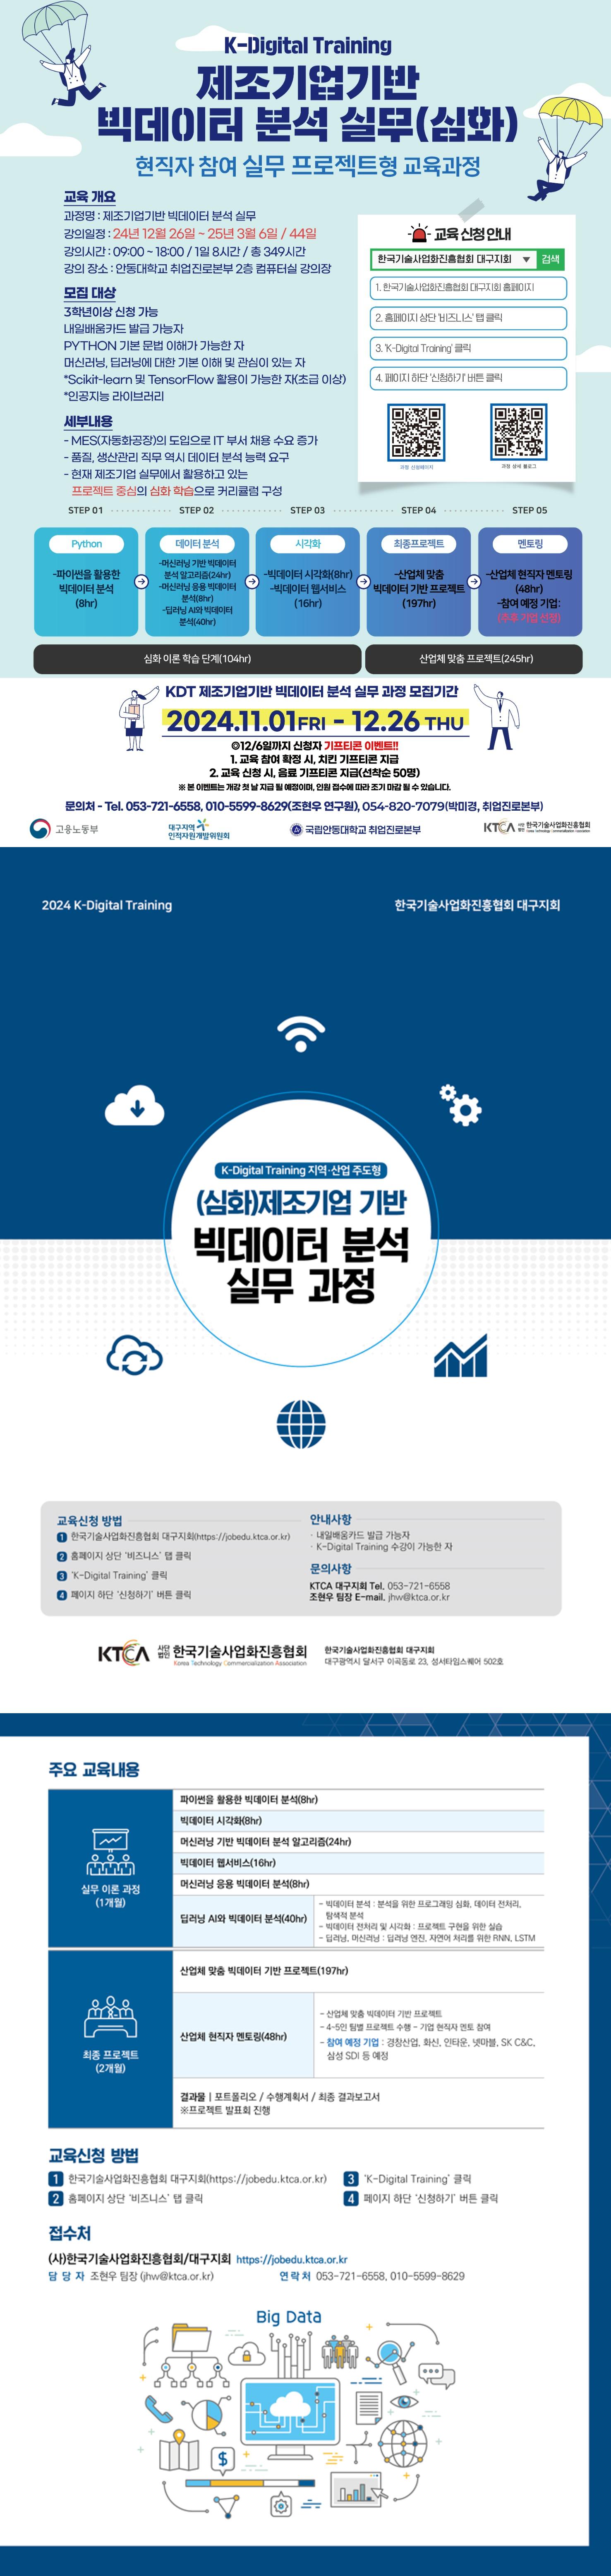 K-Digital Training
제조기업기반
빅데이터 분석 실무(심화)
현직자 참여 실무 프로젝트형 교육과정
교육 개요
과정명 : 제조기업기반 빅데이터 분석 실무
강의일정 : 24년 12월 26일 ~ 25년 3월 6일 / 44일
강의시간 : 09:00 ~ 18:00 / 1일 8시간 / 총 349시간
강의 장소 : 안동대학교 취업진로본부 2층 컴퓨터실 강의장
모집 대상
3학년이상 신청 가능
내일배움카드 발급 가능자
PYTHON 기본 문법 이해가 가능한 자
머신러닝, 딥러닝에 대한 기본 이해 및 관심이 있는 자
*Scikit-learn 및 TensorFlow 활용이 가능한 자(초급 이상)
*인공지능 라이브러리
세부내용
- MES(자동화공장)의 도입으로 IT 부서 채용 수요 증가
- 품질, 생산관리 직무 역시 데이터 분석 능력 요구
- 현재 제조기업 실무에서 활용하고 있는
프로젝트 중심의 심화 학습으로 커리큘럼 구성
교육 신청 안내
한국기술사업화진흥협회 대구지회 ▼ 검색
1. 한국기술사업화진흥협회 대구지회 홈페이지
2. 홈페이지 상단 '비즈니스' 탭 클릭
3. 'K-Digital Training' 클릭
4. 페이지 하단 '신청하기' 버튼 클릭
과정 신청페이지
과정 상세 블로그
STEP 01 STEP 02 STEP 03 STEP 04 STEP 05
Python
-파이썬을 활용한
빅데이터 분석
(8hr)
데이터 분석
-머신러닝 기반 빅데이터
분석 알고리즘(24hr)
-머신러닝 응용 빅데이터
분석(8hr)
-딥러닝 AI와 빅데이터
분석(40hr)
시각화
-빅데이터 시각화(8hr)
-빅데이터 웹서비스
(16hr)
최종프로젝트
-산업체 맞춤
빅데이터 기반 프로젝트
(197hr)
멘토링
-산업체 현직자 멘토링
(48hr)
-참여 예정 기업:
(추후 기업 선정)
심화 이론 학습 단계(104hr)
산업체 맞춤 프로젝트(245hr)
KDT 제조기업기반 빅데이터 분석 실무 과정 모집기간
2024.11.01FRI - 12.26 THU
◎12/6일까지 신청자 기프티콘 이벤트!!
1. 교육 참여 확정 시, 치킨 기프티콘 지급
2. 교육 신청 시, 음료 기프티콘 지급(선착순 50명)
※ 본 이벤트는 개강 첫 날 지급 될 예정이며, 인원 접수에 따라 조기 마감 될 수 있습니다.
문의처 - Tel. 053-721-6558, 010-5599-8629(조현우 연구원), 054-820-7079(박미경, 취업진로본부)
고용노동부
대구지역
인적자원개발위원회
국립안동대학교 취업진로본부
KTCA 사단법인 한국기술사업화진흥협회
Korea Technology Commercialization Association
2024 K-Digital Training
한국기술사업화진흥협회 대구지회
K-Digital Training 지역·산업 주도형
(심화)제조기업 기반
빅데이터 분석
실무 과정
교육신청 방법
1 한국기술사업화진흥협회 대구지회(https://jobedu.ktca.or.kr)
2 홈페이지 상단 '비즈니스' 탭 클릭
3 'K-Digital Training' 클릭
4 페이지 하단 '신청하기' 버튼 클릭
안내사항
· 내일배움카드 발급 가능자
· K-Digital Training 수강이 가능한 자
문의사항
KTCA 대구지회 Tel. 053-721-6558
조현우 팀장 E-mail. jhw@ktca.or.kr
KTCA 사단법인 한국기술사업화진흥협회
Korea Technology Commercialization Association
한국기술사업화진흥협회 대구지회
대구광역시 달서구 이곡동로 23, 성서타임스퀘어 502호
주요 교육내용
실무 이론 과정
(1개월)
파이썬을 활용한 빅데이터 분석(8hr)
빅데이터 시각화(8hr)
머신러닝 기반 빅데이터 분석 알고리즘(24hr)
빅데이터 웹서비스(16hr)
머신러닝 응용 빅데이터 분석(8hr)
딥러닝 AI와 빅데이터 분석(40hr)
- 빅데이터 분석 : 분석을 위한 프로그래밍 심화, 데이터 전처리,
탐색적 분석
- 빅데이터 전처리 및 시각화 : 프로젝트 구현을 위한 실습
- 딥러닝, 머신러닝 : 딥러닝 엔진, 자연어 처리를 위한 RNN, LSTM
최종 프로젝트
(2개월)
산업체 맞춤 빅데이터 기반 프로젝트(197hr)
산업체 현직자 멘토링(48hr)
- 산업체 맞춤 빅데이터 기반 프로젝트
- 4-5인 팀별 프로젝트 수행 - 기업 현직자 멘토 참여
- 참여 예정 기업 : 경창산업, 화신, 인타운, 넷마블, SK C&C,
삼성 SDI 등 예정
결과물 | 포트폴리오 / 수행계획서 / 최종 결과보고서
※프로젝트 발표회 진행
교육신청 방법
1 한국기술사업화진흥협회 대구지회(https://jobedu.ktca.or.kr)
2 홈페이지 상단 '비즈니스' 탭 클릭
3 'K-Digital Training' 클릭
4 페이지 하단 '신청하기' 버튼 클릭
접수처
(사)한국기술사업화진흥협회/대구지회 https://jobedu.ktca.or.kr
담 당 자 조현우 팀장 (jhw@ktca.or.kr) 연 락 처 053-721-6558, 010-5599-8629
Big Data
$